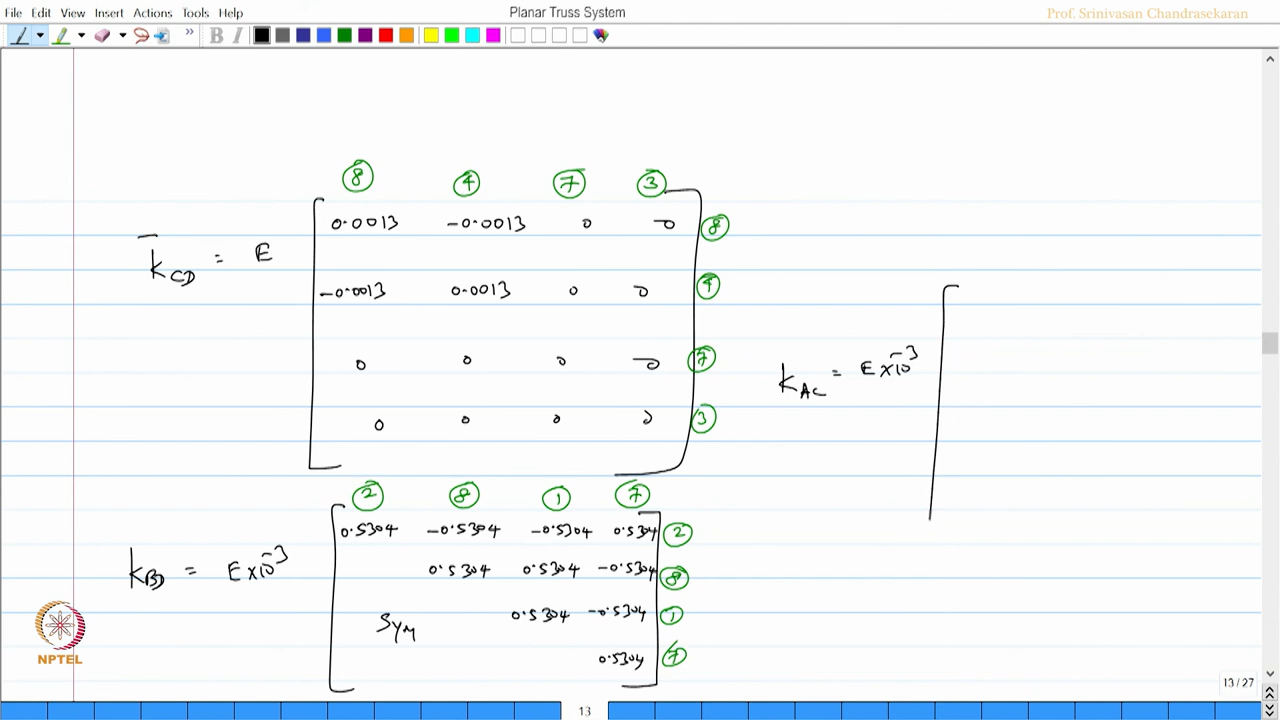 File Edit View Insert Actions Tools Help
Planar Truss System
Prof. Srinivasan Chandrasekaran
B I
8 4 7 3
0.0013 -0.0013 0 0 8
K̅CD = E
-0.0013 0.0013 0 0 4
0 0 0 0 7
KAC = E×10⁻³
0 0 0 0 3
2 8 1 7
0.5304 -0.5304 -0.5304 0.5304 2
KBD = E×10⁻³
0.5304 0.5304 -0.5304 8
Sym 0.5304 -0.5304 1
0.5304 7
NPTEL
13 / 27
13